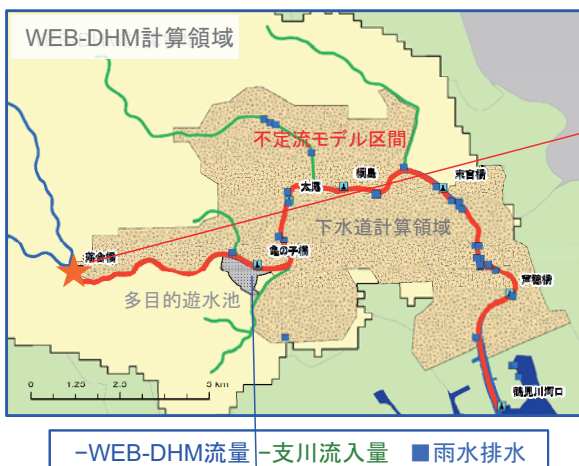 WEB-DHM計算領域
不定流モデル区間
綱島
末吉橋
太尾
下水道計算領域
落合橋
亀の子橋
芦穂橋
多目的遊水池
0 1.25 2.5 5 km
鶴見川河口
-WEB-DHM流量 -支川流入量 ■雨水排水